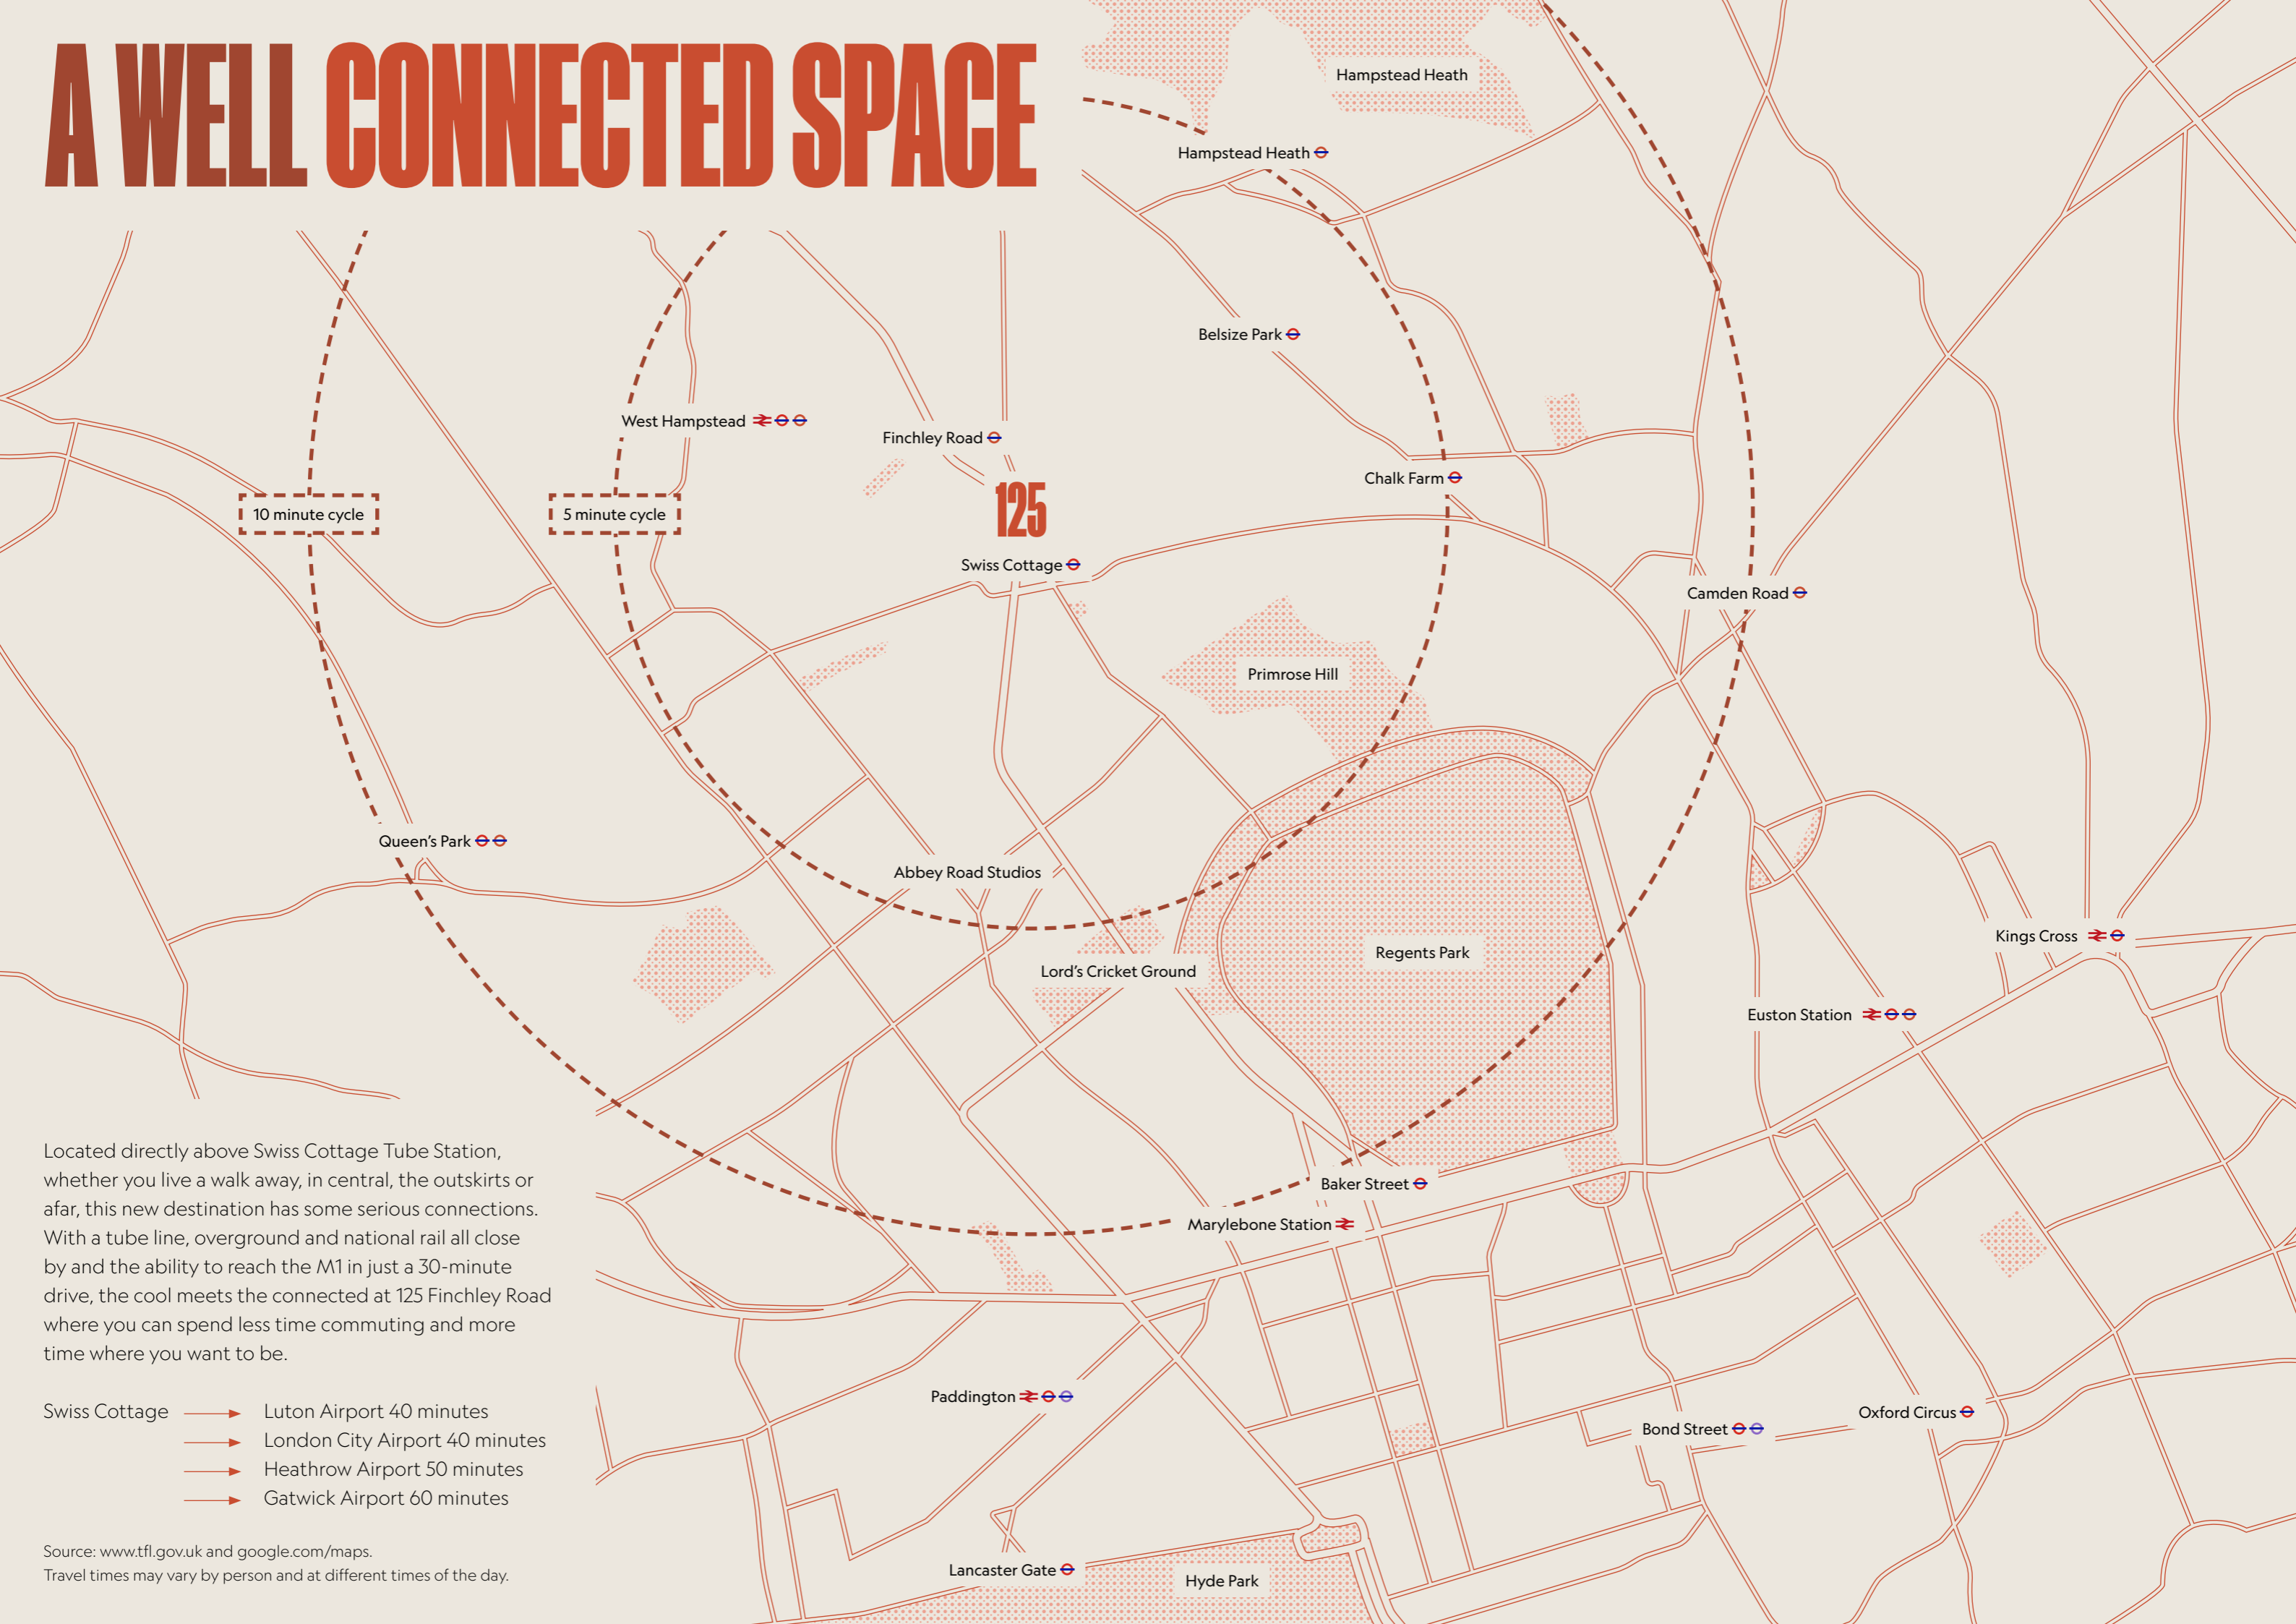 A WELL CONNECTED SPACE
Hampstead Heath
Hampstead Heath
Belsize Park
West Hampstead
Finchley Road
Chalk Farm
10 minute cycle
5 minute cycle
125
Swiss Cottage
Camden Road
Primrose Hill
Queen's Park
Abbey Road Studios
Kings Cross
Regents Park
Lord's Cricket Ground
Euston Station
Located directly above Swiss Cottage Tube Station,
whether you live a walk away, in central, the outskirts or
afar, this new destination has some serious connections.
With a tube line, overground and national rail all close
by and the ability to reach the M1 in just a 30-minute
drive, the cool meets the connected at 125 Finchley Road
where you can spend less time commuting and more
time where you want to be.
Baker Street
Marylebone Station
Paddington
Oxford Circus
Bond Street
Swiss Cottage Luton Airport 40 minutes
London City Airport 40 minutes
Heathrow Airport 50 minutes
Gatwick Airport 60 minutes
Source: www.tfl.gov.uk and google.com/maps.
Travel times may vary by person and at different times of the day.
Lancaster Gate
Hyde Park